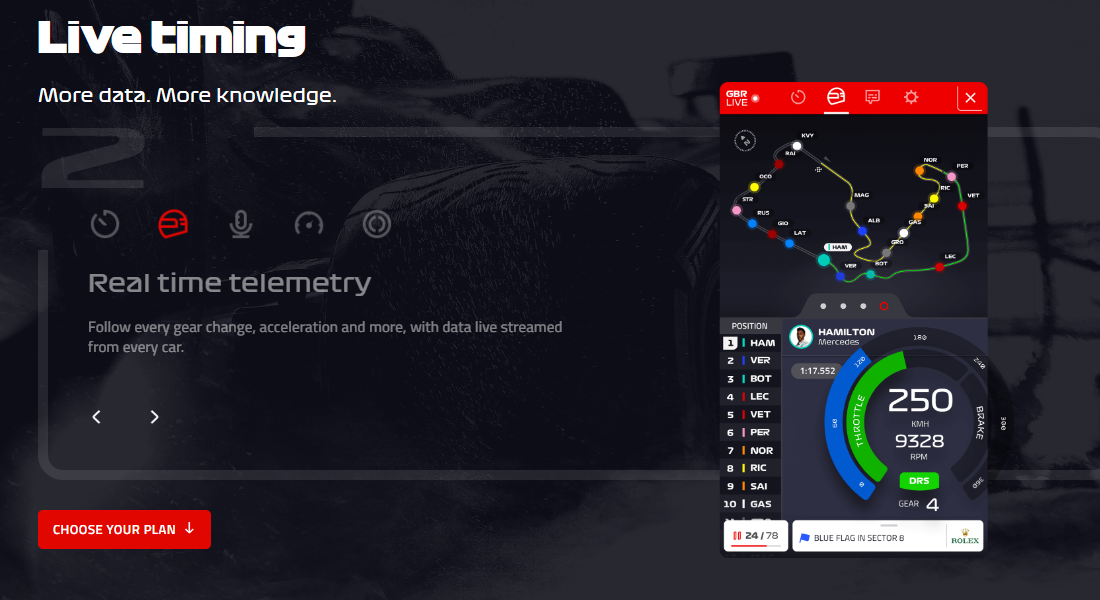 Live timing
More data. More knowledge.
2
Real time telemetry
Follow every gear change, acceleration and more, with data live streamed
from every car.
CHOOSE YOUR PLAN
GBR
LIVE
KVY
RAI
NOR
PER
OCO
RIC
STR
MAG
VET
SAI
RUS
GIO
ALB
GAS
LAT
GRO
HAM
VER
BOT
LEC
POSITION
1 HAM
2 VER
3 BOT
4 LEC
5 VET
6 PER
7 NOR
8 RIC
9 SAI
10 GAS
HAMILTON
Mercedes
1:17.552
0
60
120
180
240
300
360
THROTTLE
BRAKE
250
KMH
9328
RPM
DRS
GEAR 4
24 / 78
BLUE FLAG IN SECTOR 8
ROLEX